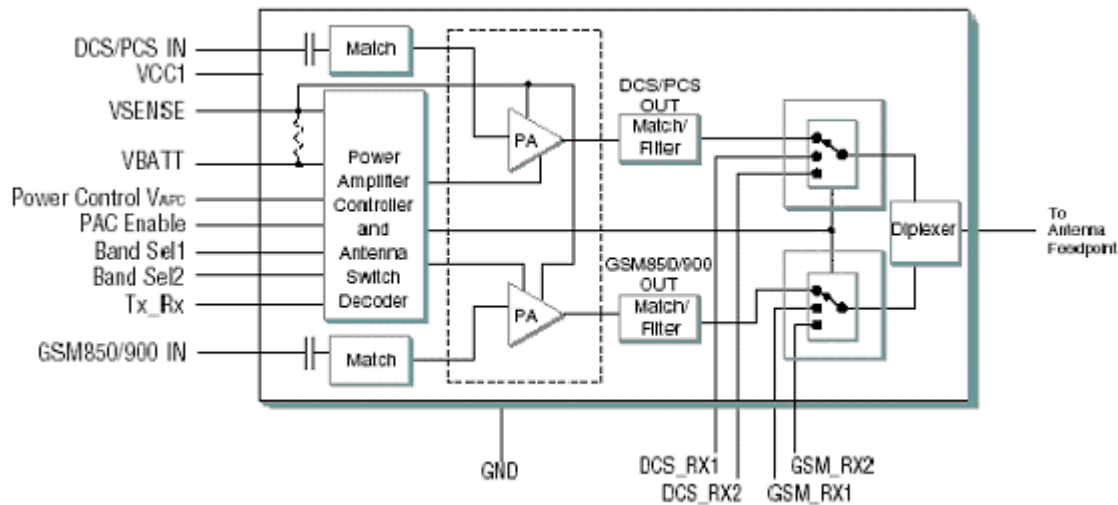 DCS/PCS IN
VCC1
VSENSE
VBATT
Power Control VAPC
PAC Enable
Band Sel1
Band Sel2
Tx_Rx
GSM850/900 IN
Match
Power
Amplifier
Controller
and
Antenna
Switch
Decoder
Match
PA
PA
DCS/PCS
OUT
Match/
Filter
GSM850/900
OUT
Match/
Filter
Diplexer
To
Antenna
Feedpoint
GND
DCS_RX1
DCS_RX2
GSM_RX2
GSM_RX1